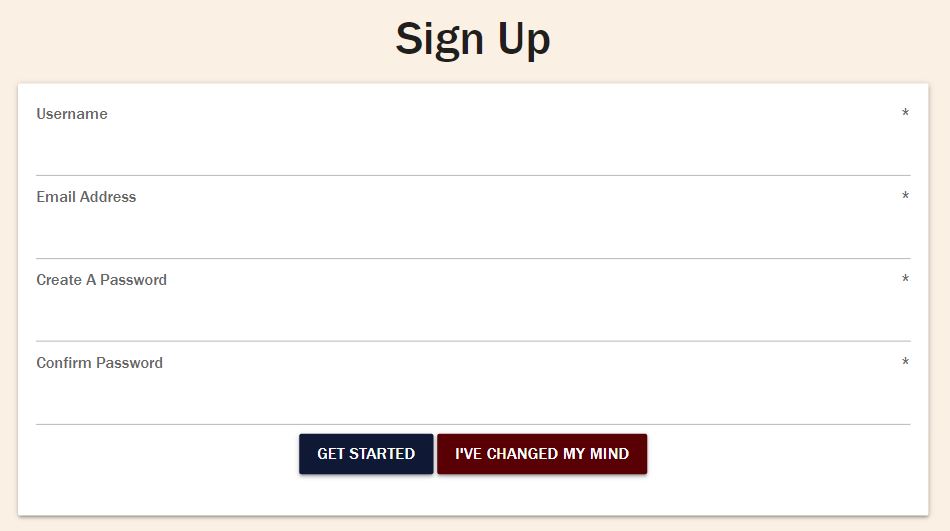 Sign Up
Username *
Email Address *
Create A Password *
Confirm Password *
GET STARTED I'VE CHANGED MY MIND